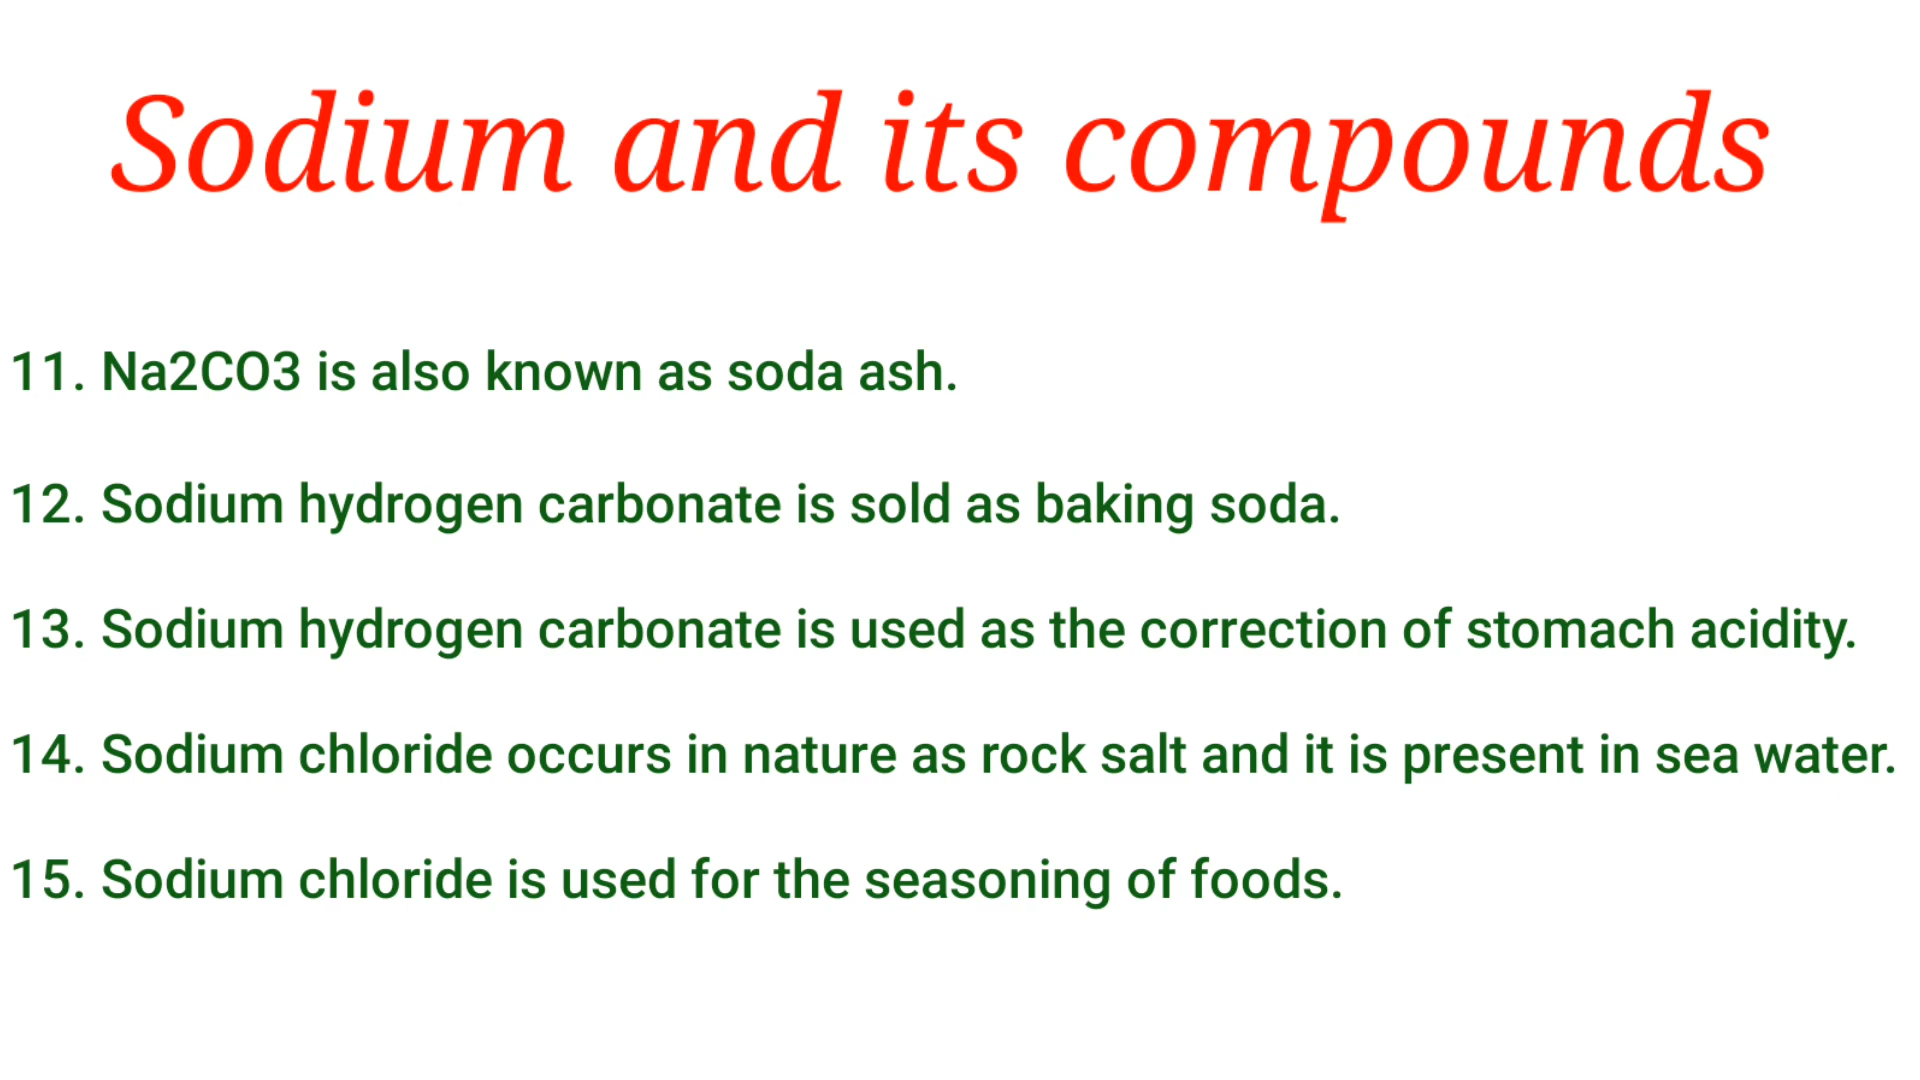 Sodium and its compounds
11. Na2CO3 is also known as soda ash.
12. Sodium hydrogen carbonate is sold as baking soda.
13. Sodium hydrogen carbonate is used as the correction of stomach acidity.
14. Sodium chloride occurs in nature as rock salt and it is present in sea water.
15. Sodium chloride is used for the seasoning of foods.